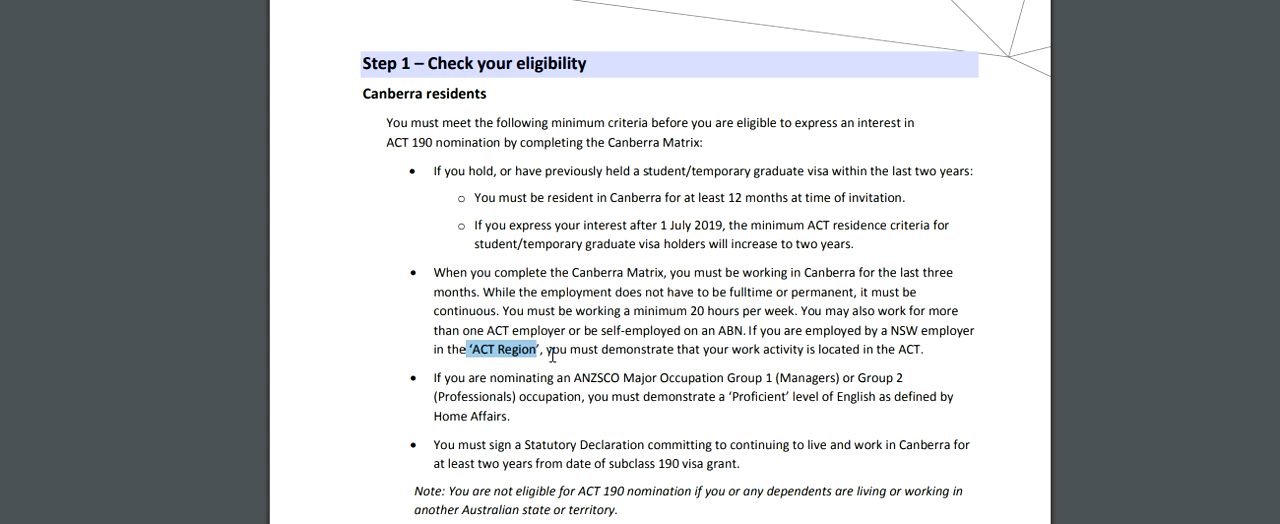 Step 1 – Check your eligibility
Canberra residents
You must meet the following minimum criteria before you are eligible to express an interest in
ACT 190 nomination by completing the Canberra Matrix:
• If you hold, or have previously held a student/temporary graduate visa within the last two years:
○ You must be resident in Canberra for at least 12 months at time of invitation.
○ If you express your interest after 1 July 2019, the minimum ACT residence criteria for
student/temporary graduate visa holders will increase to two years.
• When you complete the Canberra Matrix, you must be working in Canberra for the last three
months. While the employment does not have to be fulltime or permanent, it must be
continuous. You must be working a minimum 20 hours per week. You may also work for more
than one ACT employer or be self-employed on an ABN. If you are employed by a NSW employer
in the ‘ACT Region’, you must demonstrate that your work activity is located in the ACT.
• If you are nominating an ANZSCO Major Occupation Group 1 (Managers) or Group 2
(Professionals) occupation, you must demonstrate a ‘Proficient’ level of English as defined by
Home Affairs.
• You must sign a Statutory Declaration committing to continuing to live and work in Canberra for
at least two years from date of subclass 190 visa grant.
Note: You are not eligible for ACT 190 nomination if you or any dependents are living or working in
another Australian state or territory.